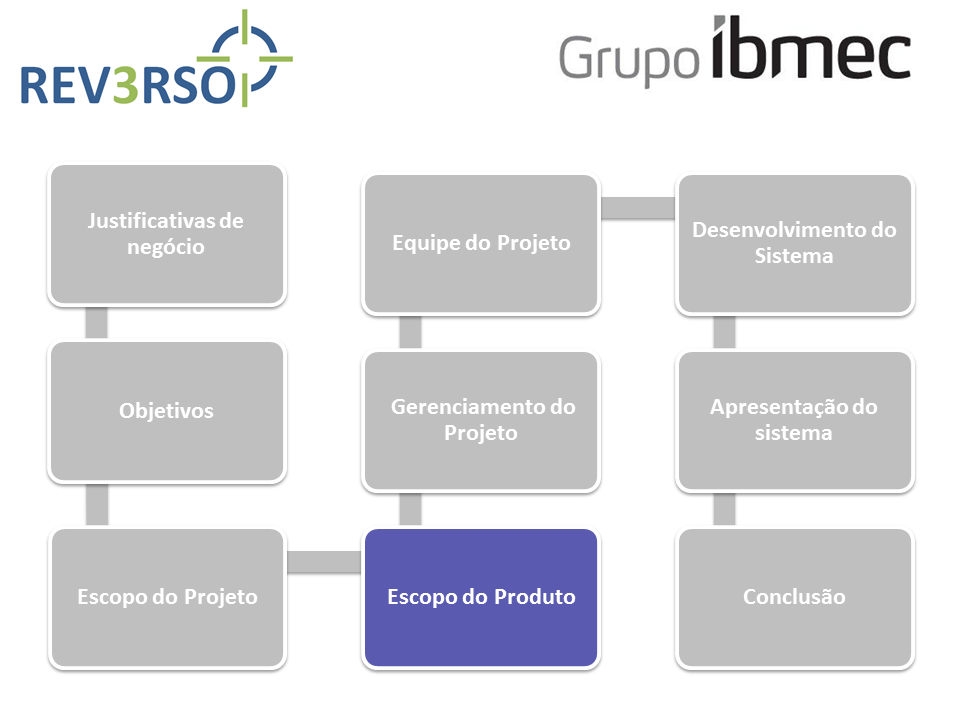 REV3RSO
Grupo ibmec
Justificativas de
negócio
Objetivos
Escopo do Projeto
Escopo do Produto
Gerenciamento do
Projeto
Equipe do Projeto
Desenvolvimento do
Sistema
Apresentação do
sistema
Conclusão